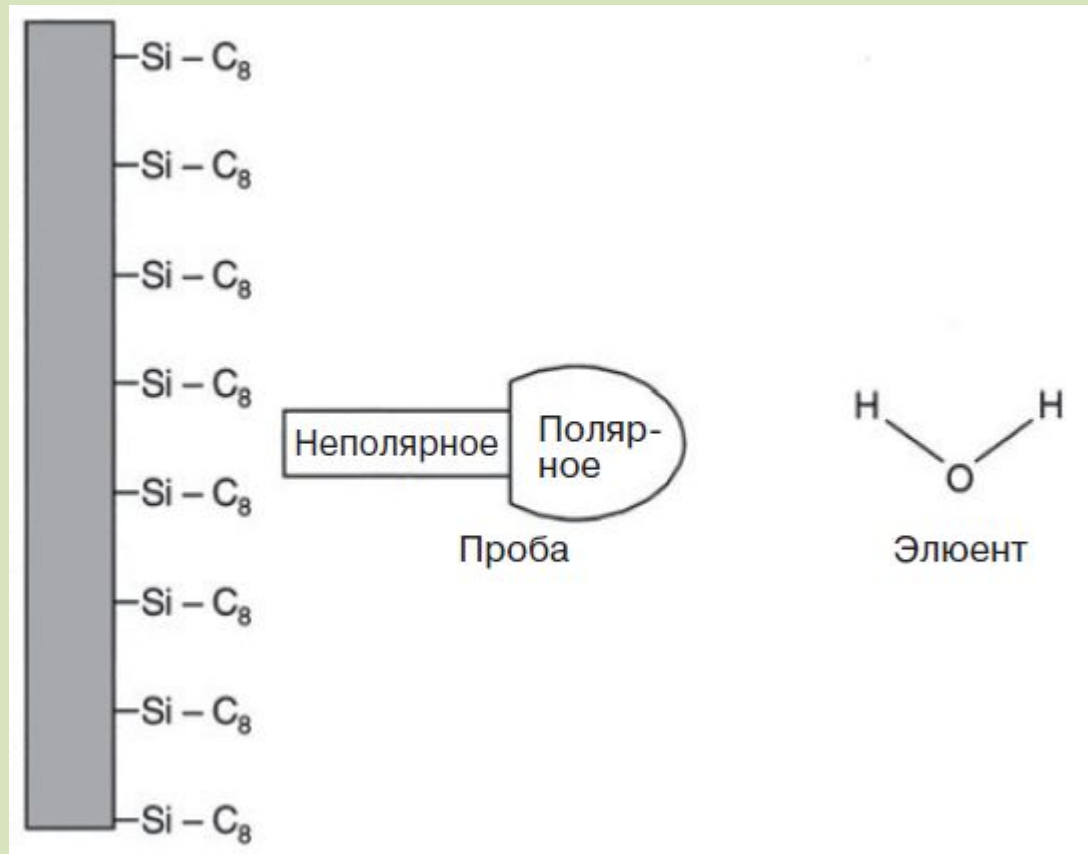 –Si – C₈
–Si – C₈
–Si – C₈
–Si – C₈
Неполярное
Поляр-
ное
H H
O
–Si – C₈
Проба
Элюент
–Si – C₈
–Si – C₈
–Si – C₈